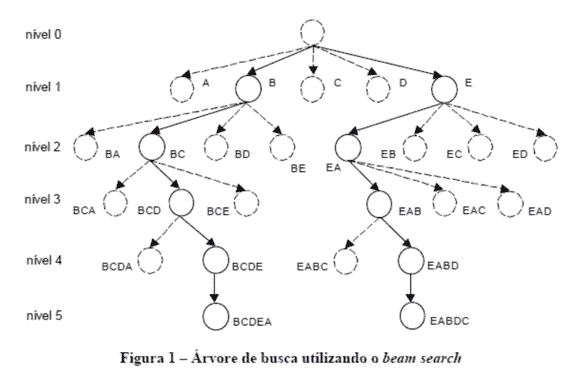 nível 0
nível 1 A B C D E
nível 2 BA BC BD BE EA EB EC ED
nível 3 BCA BCD BCE EAB EAC EAD
nível 4 BCDA BCDE EABC EABD
nível 5 BCDEA EABDC
Figura 1 – Árvore de busca utilizando o beam search